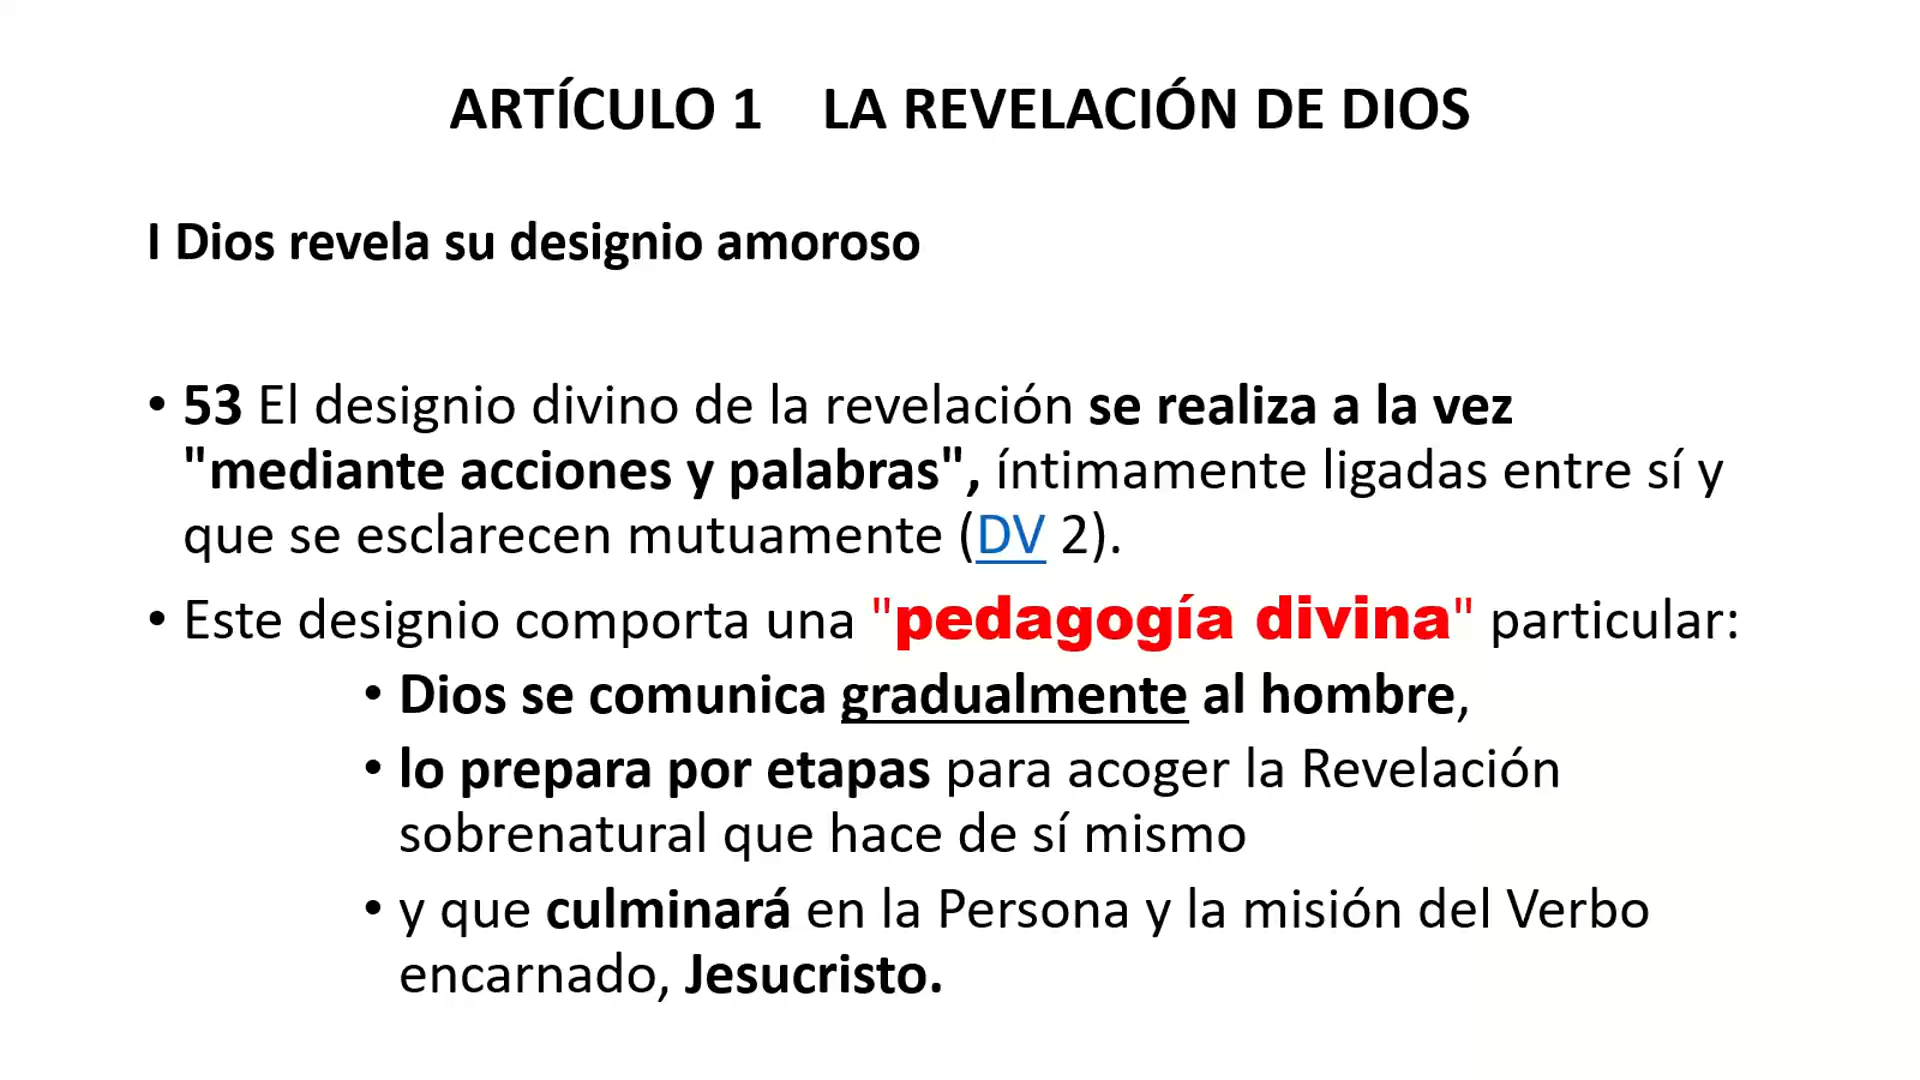 ARTÍCULO 1 LA REVELACIÓN DE DIOS
I Dios revela su designio amoroso
• 53 El designio divino de la revelación se realiza a la vez
"mediante acciones y palabras", íntimamente ligadas entre sí y
que se esclarecen mutuamente (DV 2).
• Este designio comporta una "pedagogía divina" particular:
• Dios se comunica gradualmente al hombre,
• lo prepara por etapas para acoger la Revelación
sobrenatural que hace de sí mismo
• y que culminará en la Persona y la misión del Verbo
encarnado, Jesucristo.